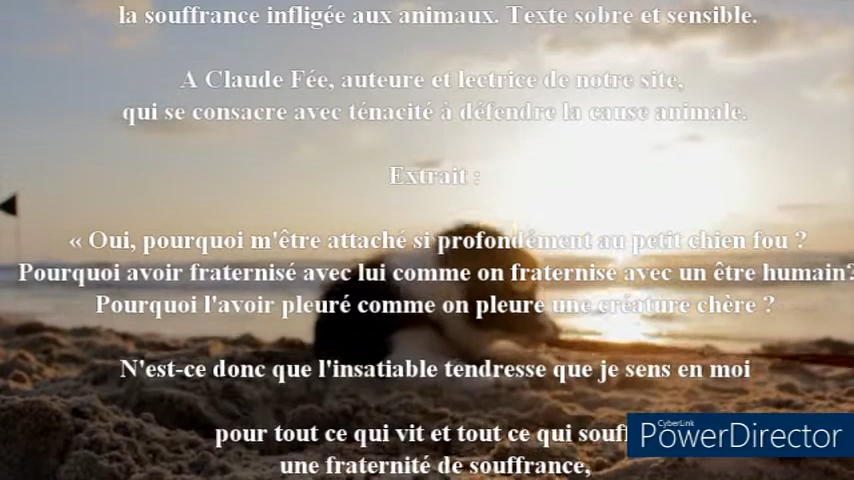 la souffrance infligée aux animaux. Texte sobre et sensible.
A Claude Fée, auteure et lectrice de notre site,
qui se consacre avec ténacité à défendre la cause animale.
Extrait :
« Oui, pourquoi m'être attaché si profondément au petit chien fou ?
Pourquoi avoir fraternisé avec lui comme on fraternise avec un être humain?
Pourquoi l'avoir pleuré comme on pleure une créature chère ?
N'est-ce donc que l'insatiable tendresse que je sens en moi
pour tout ce qui vit et tout ce qui
une fraternité de souffrance,
CyberLink
PowerDirector